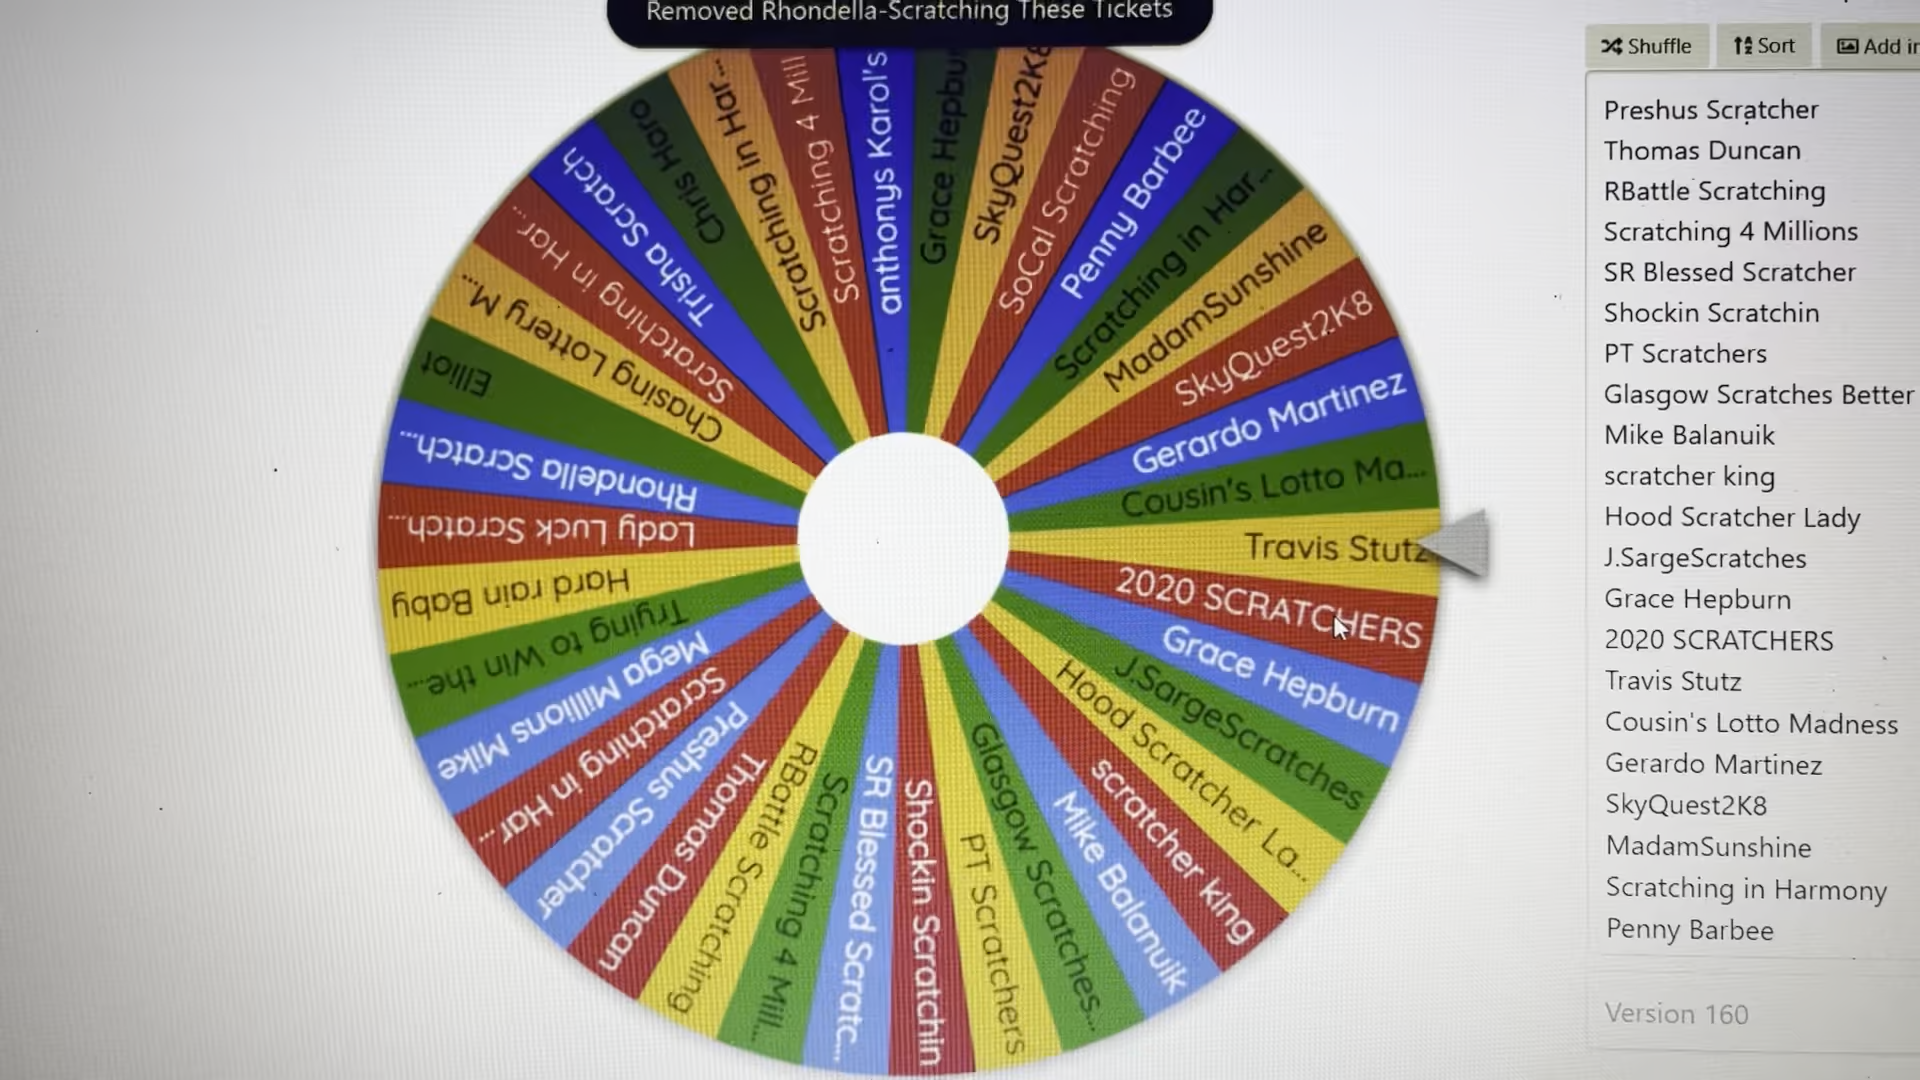 Removed Rhondella-Scratching These Tickets
Shuffle
Sort
Add
anthonys Karol's
Grace Hepbu
SkyQuest2K8
SoCal Scratching
Penny Barbee
Scratching in Har...
MadamSunshine
SkyQuest2K8
Gerardo Martinez
Cousin's Lotto Ma...
Travis Stutz
2020 SCRATCHERS
Grace Hepburn
J.SargeScratches
Hood Scratcher La...
scratcher king
Mike Balanuik
Glasgow Scratches...
PT Scratchers
Shockin Scratchin
SR Blessed Scratc...
Scratching 4 Mill...
RBattle Scratching
Thomas Duncan
Preshus Scratcher
Scratching in Har...
Mega Millions Mike
Trying to Win the...
Hard rain Baby
Lady Luck Scratch...
Rhondella Scratch...
Elliot
Chasing Lottery M...
Scratching in Har...
Trisha Scratch
Chris Haro
Scratching in Har...
Scratching 4 Mill
Preshus Scratcher
Thomas Duncan
RBattle Scratching
Scratching 4 Millions
SR Blessed Scratcher
Shockin Scratchin
PT Scratchers
Glasgow Scratches Better
Mike Balanuik
scratcher king
Hood Scratcher Lady
J.SargeScratches
Grace Hepburn
2020 SCRATCHERS
Travis Stutz
Cousin's Lotto Madness
Gerardo Martinez
SkyQuest2K8
MadamSunshine
Scratching in Harmony
Penny Barbee
Version 160